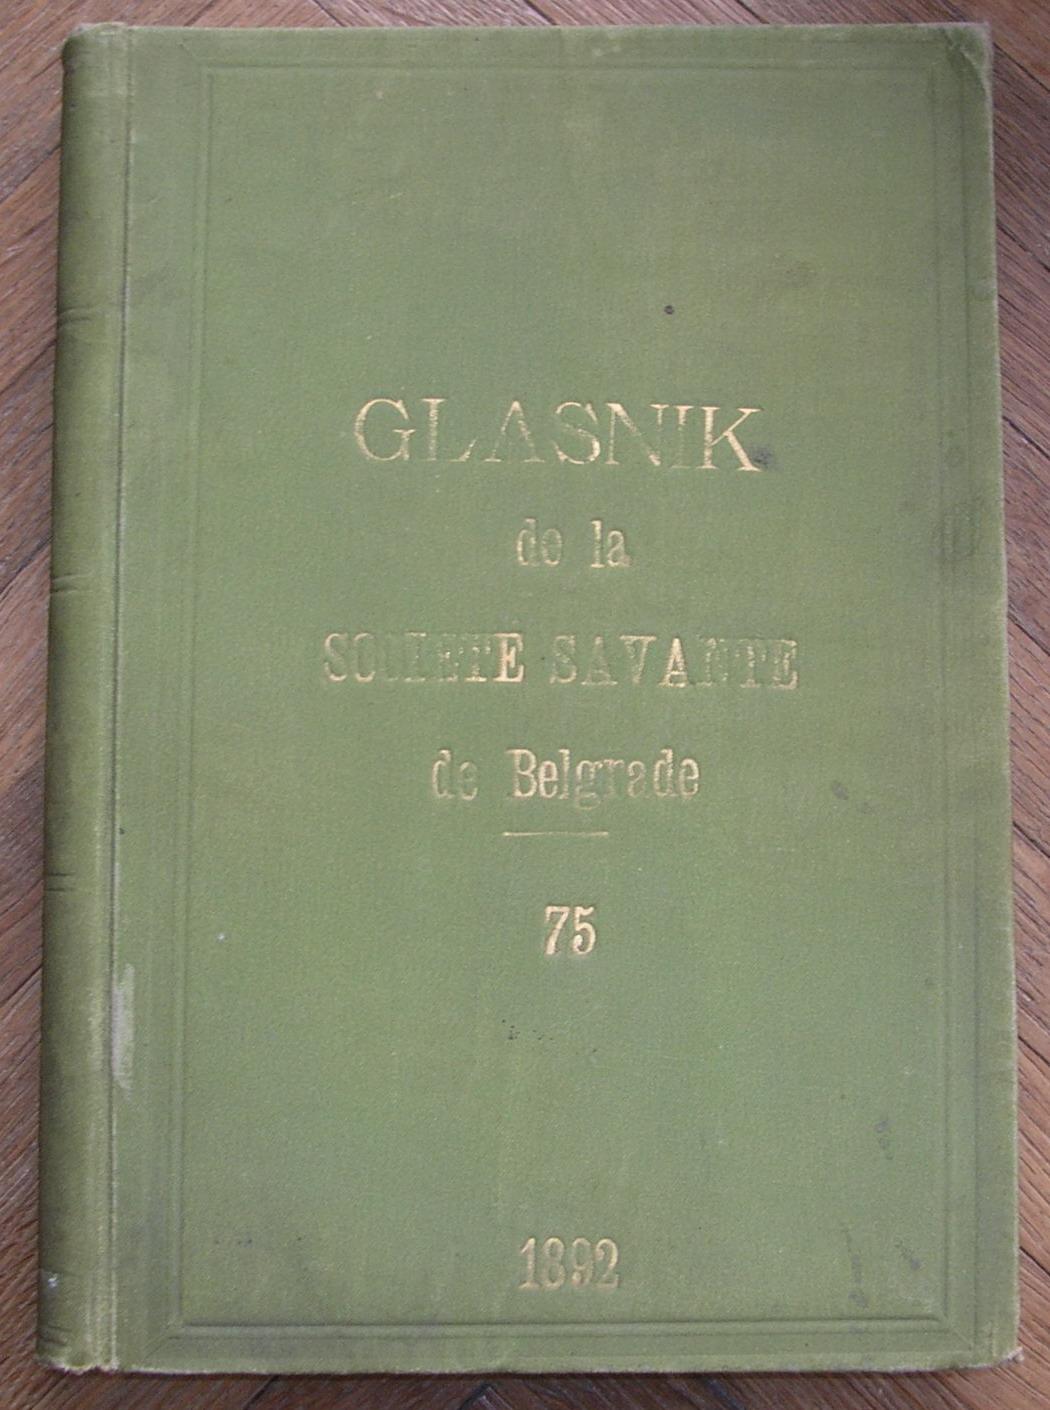 GLASNIK
de la
SOCIETE SAVANTE
de Belgrade
75
1892